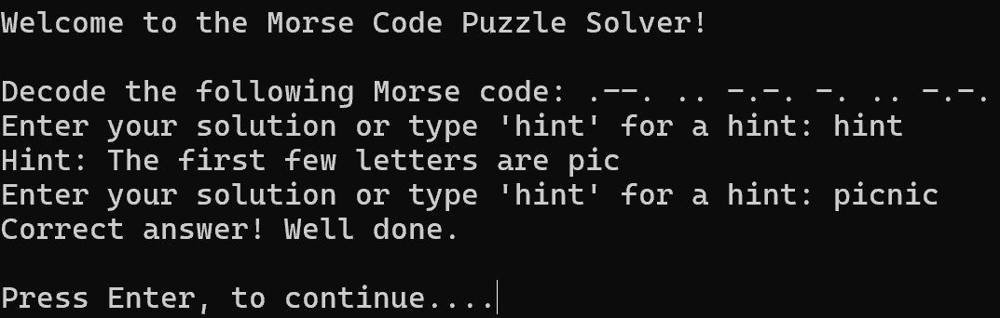 Welcome to the Morse Code Puzzle Solver!
Decode the following Morse code: .--. .. -.-. -. .. -.-.
Enter your solution or type 'hint' for a hint: hint
Hint: The first few letters are pic
Enter your solution or type 'hint' for a hint: picnic
Correct answer! Well done.
Press Enter, to continue....